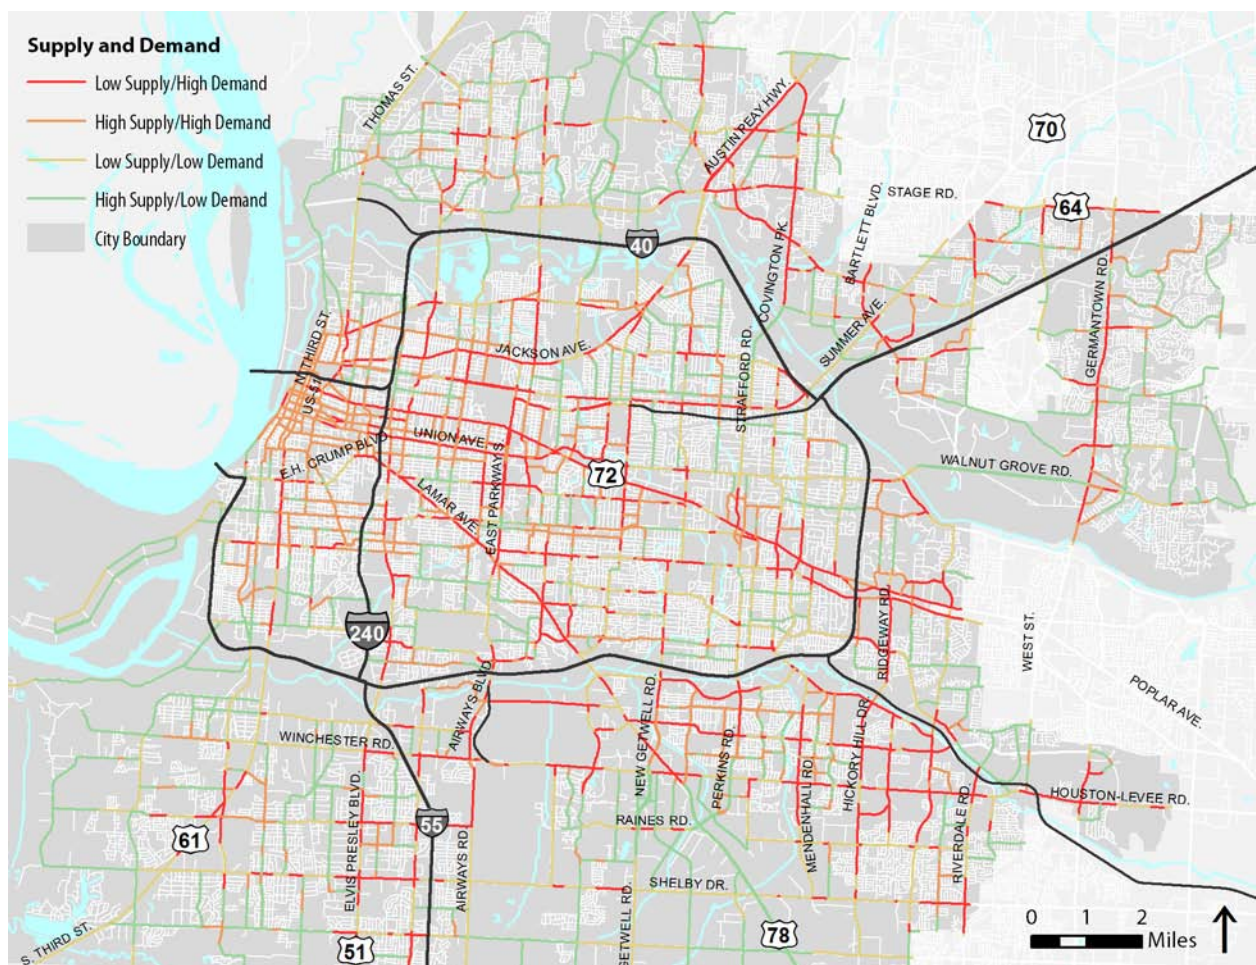 Supply and Demand
Low Supply/High Demand
High Supply/High Demand
Low Supply/Low Demand
High Supply/Low Demand
City Boundary
THOMAS ST.
AUSTIN PEAY HWY.
70
STAGE RD.
64
BARTLETT BLVD.
COVINGTON PK.
40
GERMANTOWN RD.
SUMMER AVE.
N. THIRD ST.
JACKSON AVE.
STRAFFORD RD.
US-51
UNION AVE.
E.H. CRUMP BLVD.
72
WALNUT GROVE RD.
LAMAR AVE.
EAST PARKWAY S.
240
RIDGEWAY RD.
WEST ST.
POPLAR AVE.
AIRWAYS BLVD.
NEW GETWELL RD.
WINCHESTER RD.
PERKINS RD.
HICKORY HILL DR.
MENDENHALL RD.
HOUSTON-LEVEE RD.
ELVIS PRESLEY BLVD.
61
55
RAINES RD.
RIVERDALE RD.
AIRWAYS RD.
SHELBY DR.
S. THIRD ST.
51
GETWELL RD.
78
0 1 2
Miles